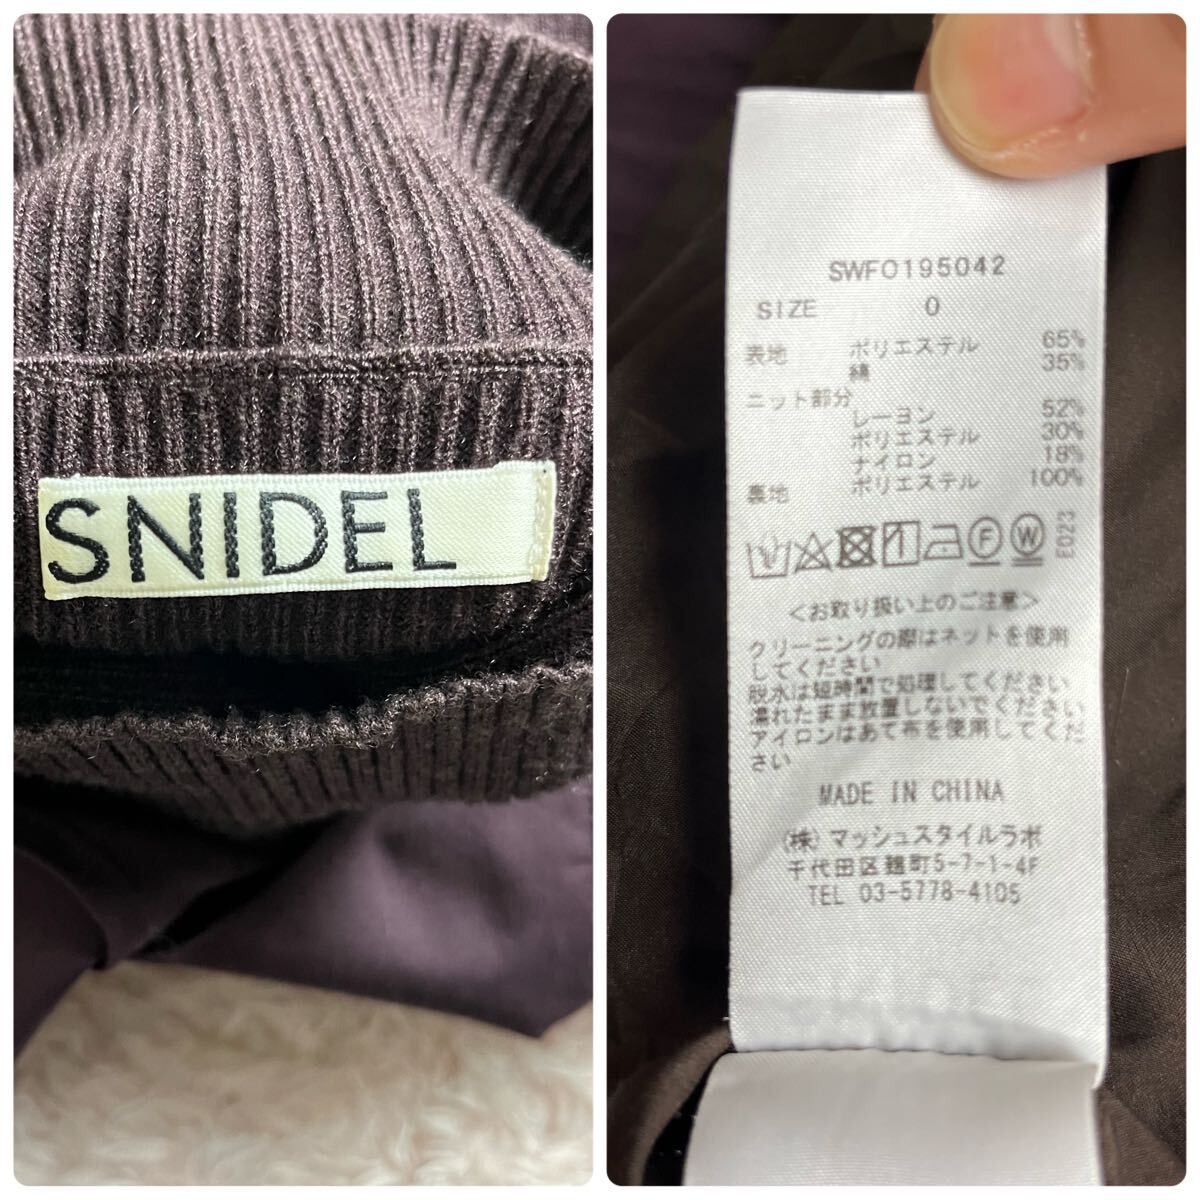 SNIDEL
SWFO195042
SIZE 0
表地 ポリエステル 65%
綿 35%
ニット部分
レーヨン 52%
ポリエステル 30%
ナイロン 18%
裏地 ポリエステル 100%
F W
E023
＜お取り扱い上のご注意＞
クリーニングの際はネットを使用
してください
脱水は短時間で処理してください
濡れたまま放置しないでください
アイロンはあて布を使用してくだ
さい
MADE IN CHINA
(株)マッシュスタイルラボ
千代田区麹町5-7-1-4F
TEL 03-5778-4105